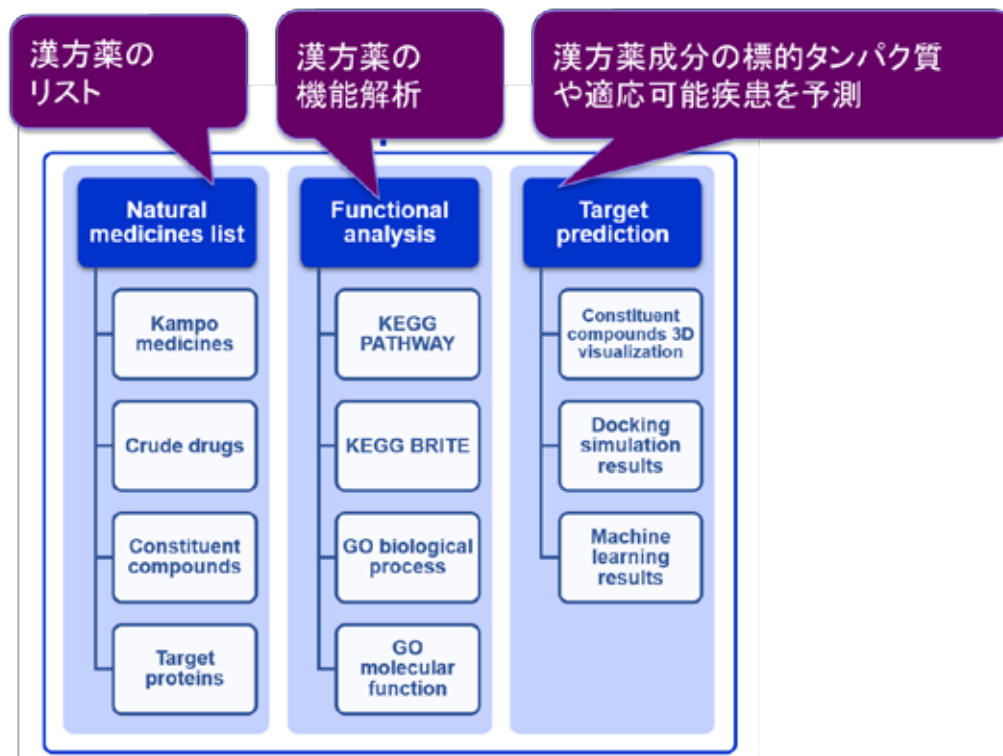 漢方薬の
リスト
漢方薬の
機能解析
漢方薬成分の標的タンパク質
や適応可能疾患を予測
Natural
medicines list
Kampo
medicines
Crude drugs
Constituent
compounds
Target
proteins
Functional
analysis
KEGG
PATHWAY
KEGG BRITE
GO biological
process
GO
molecular
function
Target
prediction
Constituent
compounds 3D
visualization
Docking
simulation
results
Machine
learning
results